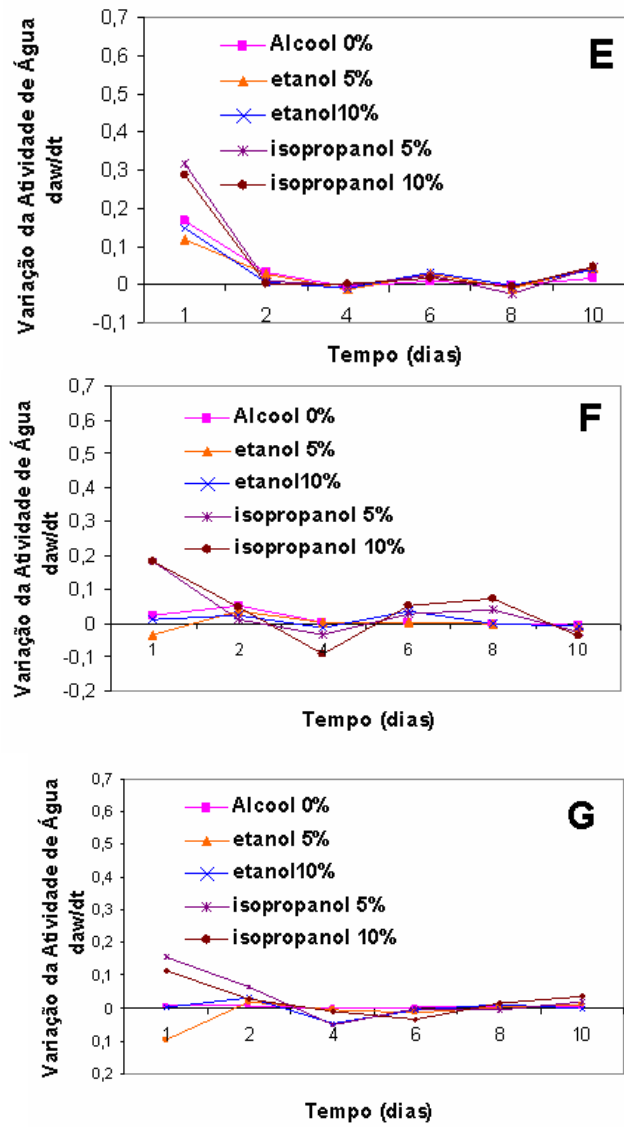 Variação da Atividade de Água
daw/dt
0,7
0,6
0,5
0,4
0,3
0,2
0,1
0
-0,1
Alcool 0%
etanol 5%
etanol10%
isopropanol 5%
isopropanol 10%
E
1 2 4 6 8 10
Tempo (dias)
Variação da Atividade de Água
daw/dt
0,7
0,6
0,5
0,4
0,3
0,2
0,1
0
-0,1
-0,2
Alcool 0%
etanol 5%
etanol10%
isopropanol 5%
isopropanol 10%
F
1 2 4 6 8 10
Tempo (dias)
Variação da Atividade de Água
daw/dt
0,7
0,6
0,5
0,4
0,3
0,2
0,1
0
0,1
0,2
Alcool 0%
etanol 5%
etanol10%
isopropanol 5%
isopropanol 10%
G
1 2 4 6 8 10
Tempo (dias)